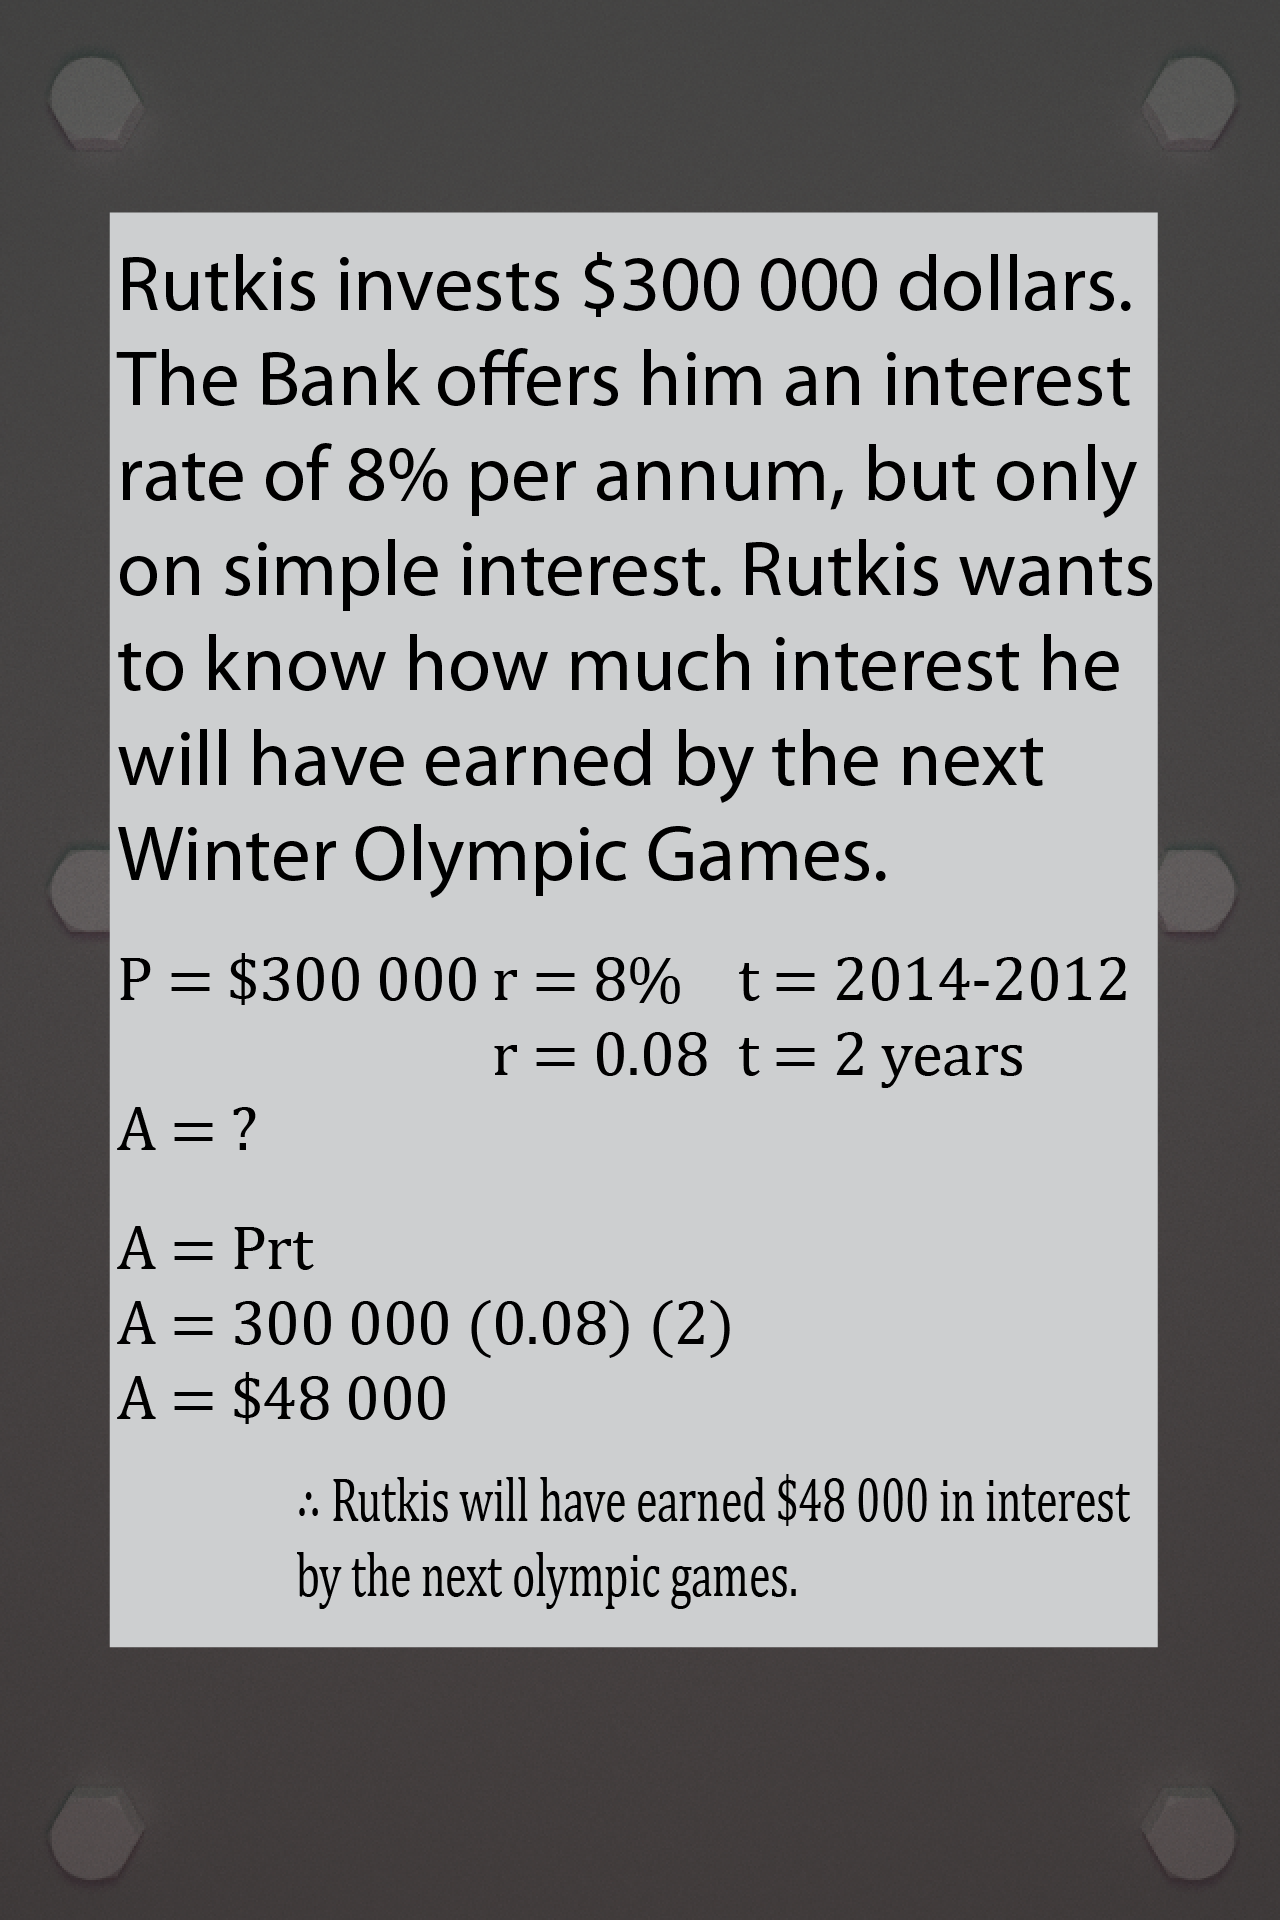 Rutkis invests $300 000 dollars.
The Bank offers him an interest
rate of 8% per annum, but only
on simple interest. Rutkis wants
to know how much interest he
will have earned by the next
Winter Olympic Games.
P = $300 000 r = 8% t = 2014-2012
r = 0.08 t = 2 years
A = ?
A = Prt
A = 300 000 (0.08) (2)
A = $48 000
∴ Rutkis will have earned $48 000 in interest
by the next olympic games.